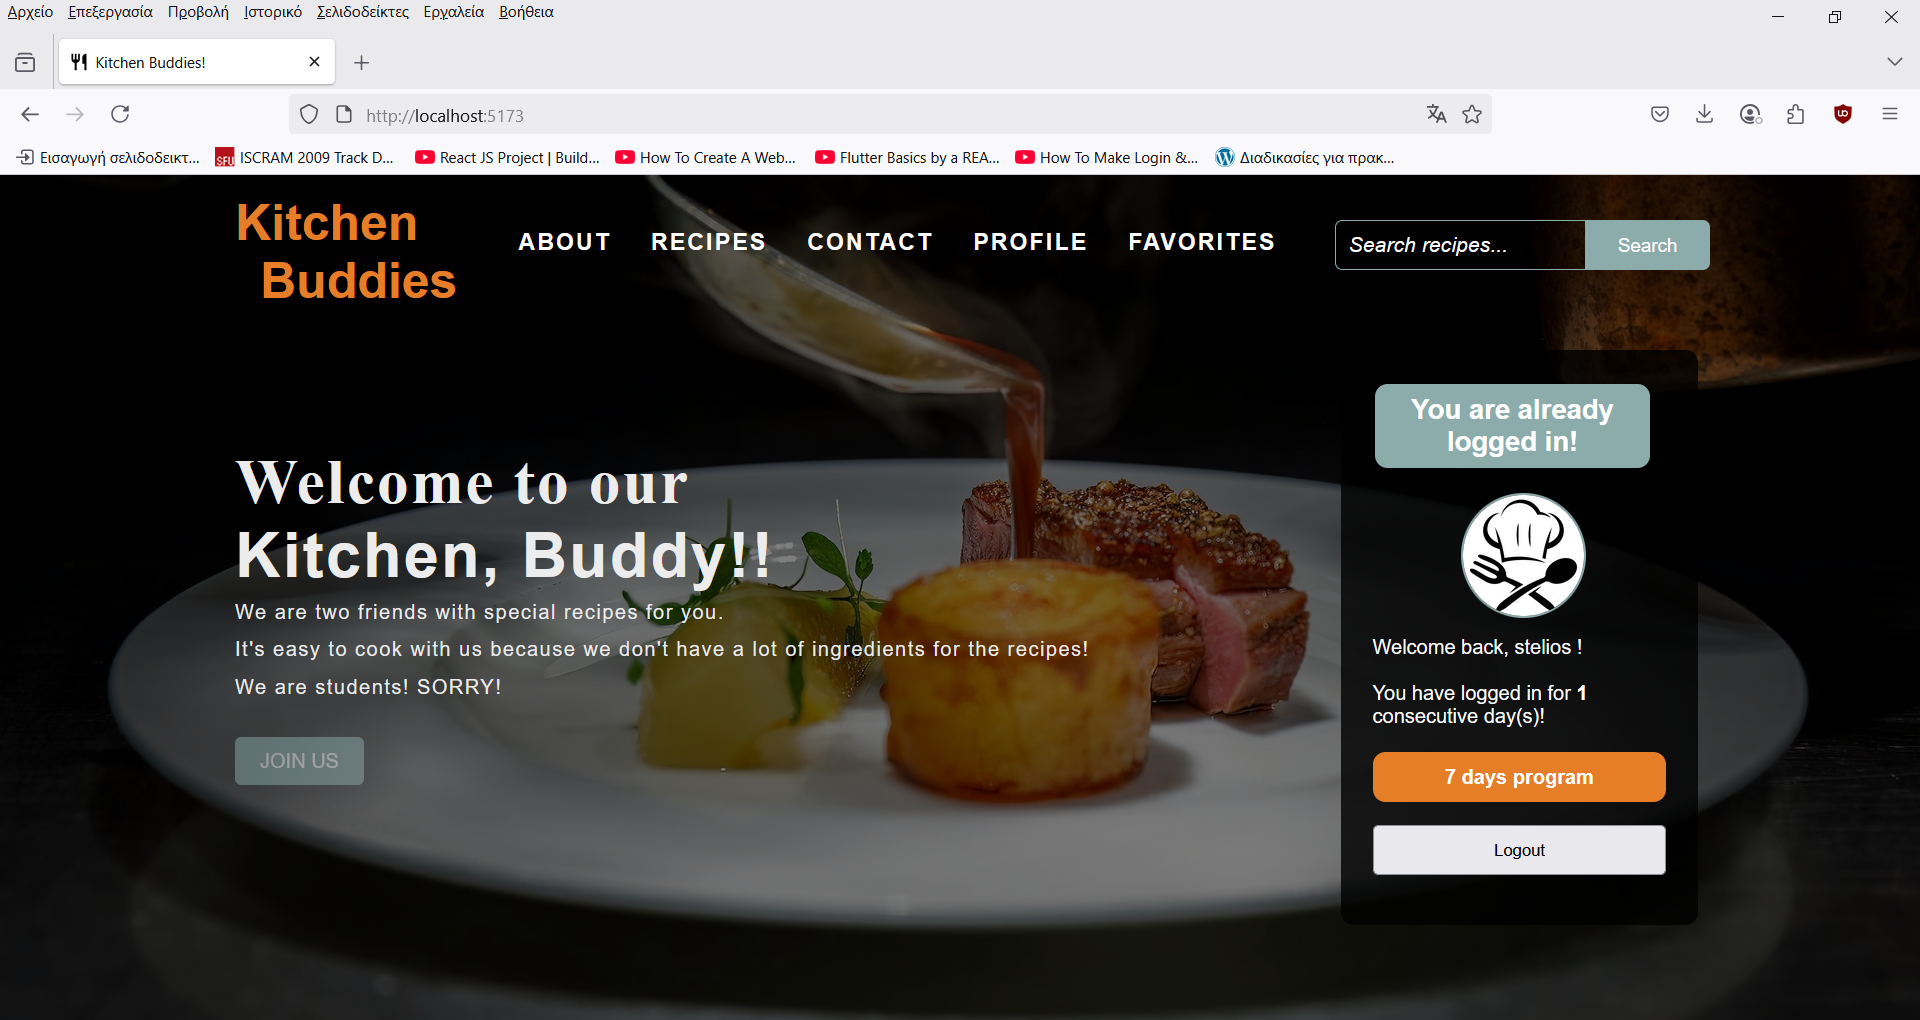 Αρχείο Επεξεργασία Προβολή Ιστορικό Σελιδοδείκτες Εργαλεία Βοήθεια
Kitchen Buddies!
http://localhost:5173
Εισαγωγή σελιδοδεικτ... SFU ISCRAM 2009 Track D... React JS Project | Build... How To Create A Web... Flutter Basics by a REA... How To Make Login &... Διαδικασίες για πρακ...
Kitchen
Buddies
ABOUT RECIPES CONTACT PROFILE FAVORITES
Search recipes... Search
You are already
logged in!
Welcome to our
Kitchen, Buddy!!
We are two friends with special recipes for you.
It's easy to cook with us because we don't have a lot of ingredients for the recipes!
We are students! SORRY!
JOIN US
Welcome back, stelios !
You have logged in for 1
consecutive day(s)!
7 days program
Logout